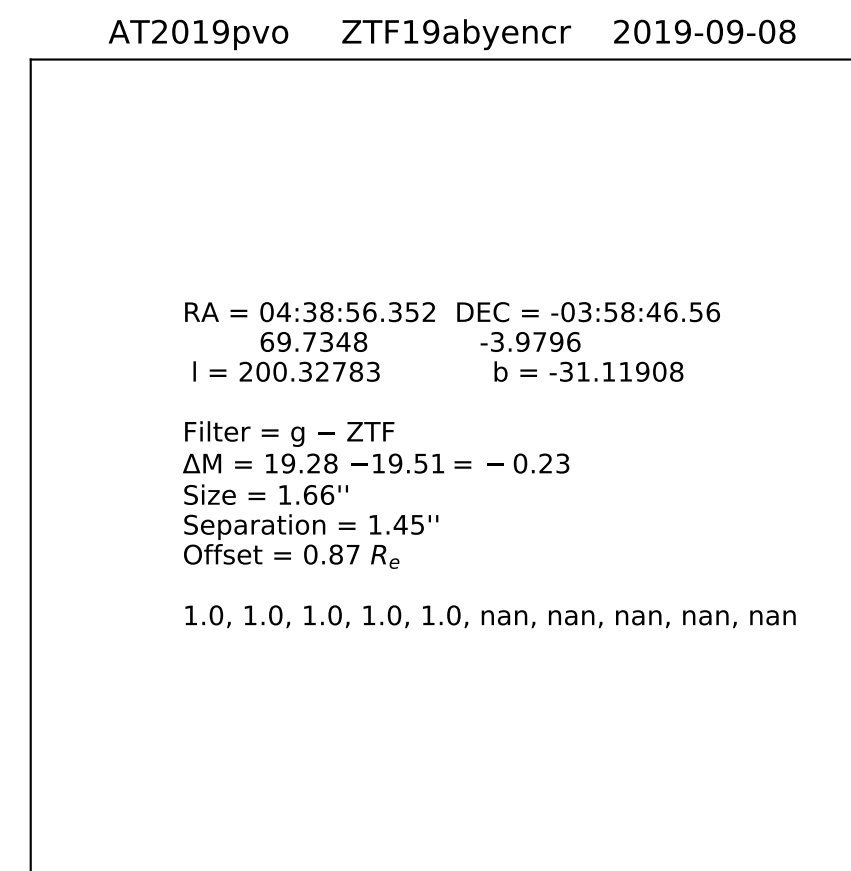 AT2019pvo ZTF19abyencr 2019-09-08
RA = 04:38:56.352 DEC = -03:58:46.56
69.7348 -3.9796
l = 200.32783 b = -31.11908
Filter = g − ZTF
ΔM = 19.28 −19.51 = − 0.23
Size = 1.66''
Separation = 1.45''
Offset = 0.87 Rₑ
1.0, 1.0, 1.0, 1.0, 1.0, nan, nan, nan, nan, nan